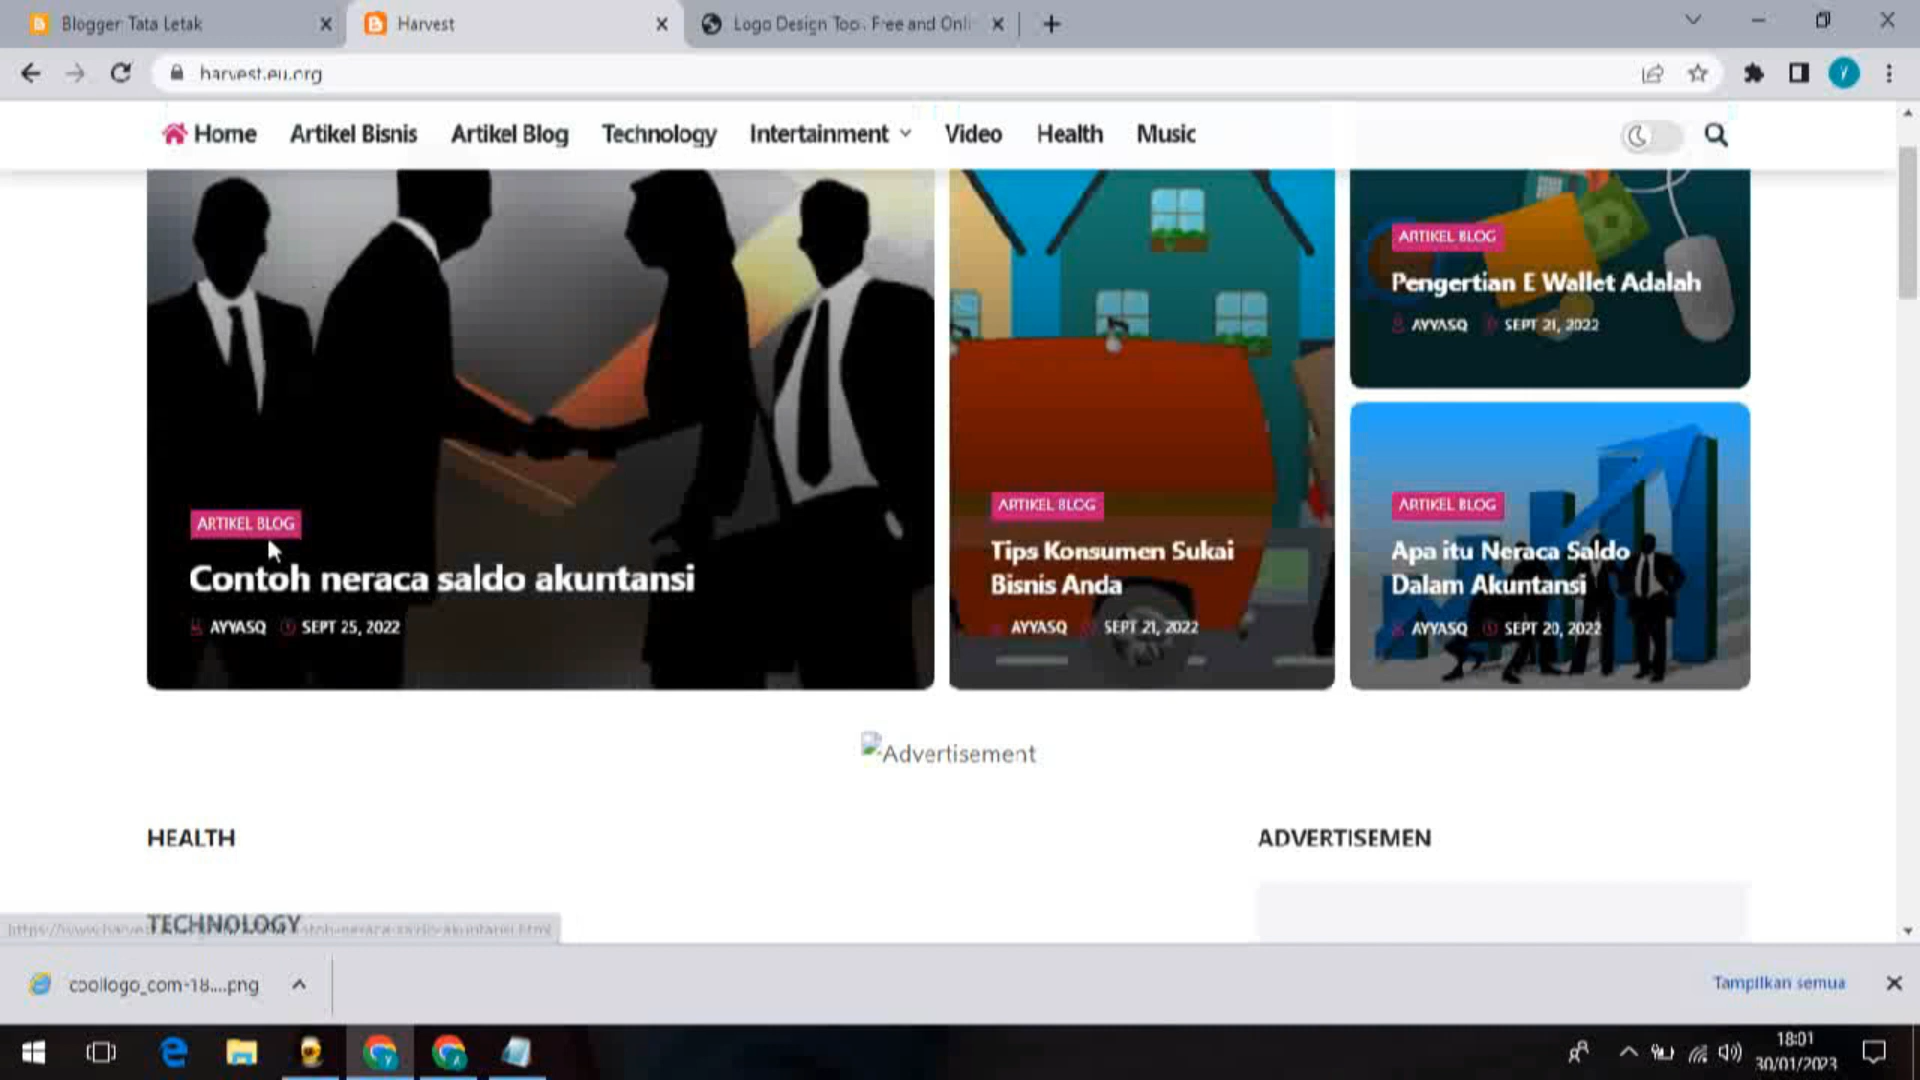 Blogger: Tata Letak
Harvest
Logo Design Tool. Free and Onli
harvest.eu.org
Home
Artikel Bisnis
Artikel Blog
Technology
Intertainment
Video
Health
Music
ARTIKEL BLOG
Contoh neraca saldo akuntansi
AYYASQ SEPT 25, 2022
ARTIKEL BLOG
Tips Konsumen Sukai
Bisnis Anda
AYYASQ SEPT 21, 2022
ARTIKEL BLOG
Pengertian E Wallet Adalah
AYYASQ SEPT 21, 2022
ARTIKEL BLOG
Apa itu Neraca Saldo
Dalam Akuntansi
AYYASQ SEPT 20, 2022
Advertisement
HEALTH
ADVERTISEMEN
TECHNOLOGY
coollogo_com-18....png
Tampilkan semua
18:01
30/01/2023